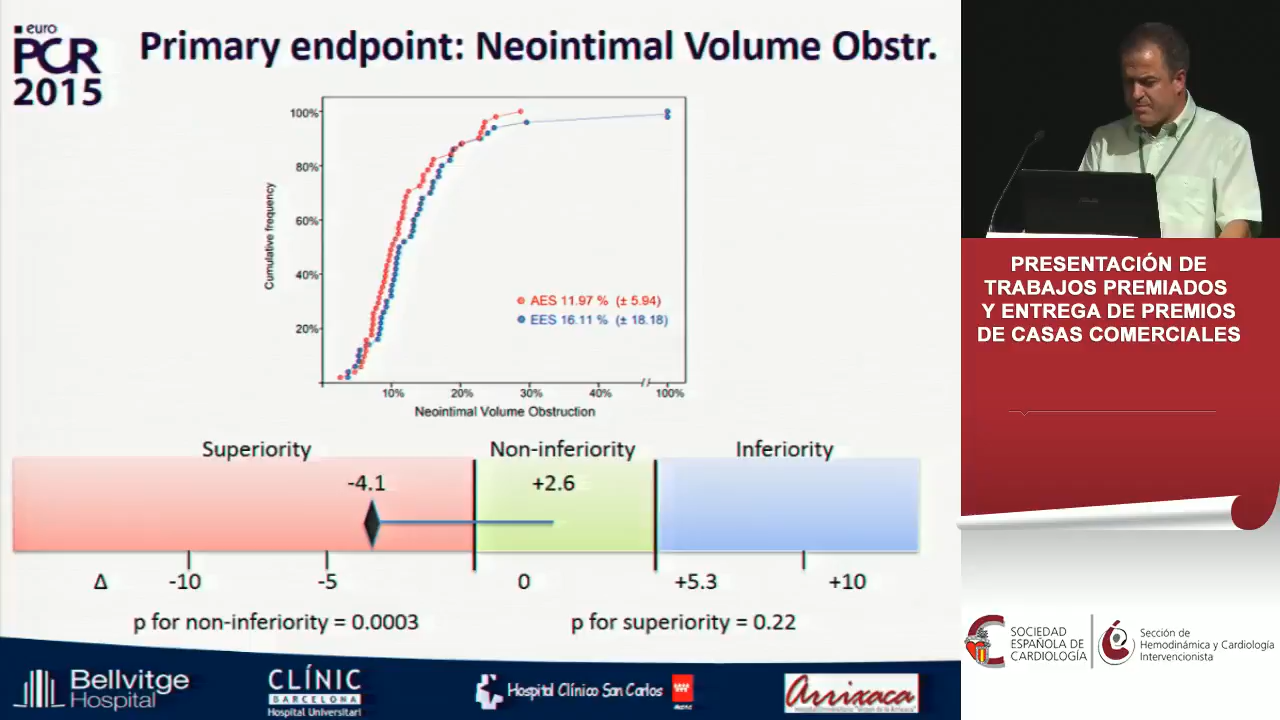 euro
PCR
2015
Primary endpoint: Neointimal Volume Obstr.
100%
80%
60%
40%
20%
Cumulative frequency
AES 11.97 % (± 5.94)
EES 16.11 % (± 18.18)
10%
20%
30%
40%
100%
Neointimal Volume Obstruction
Superiority
Non-inferiority
Inferiority
-4.1
+2.6
Δ
-10
-5
0
+5.3
+10
p for non-inferiority = 0.0003
p for superiority = 0.22
Bellvitge
Hospital
CLÍNIC
BARCELONA
Hospital Universitari
Hospital Clínico San Carlos
Arrixaca
PRESENTACIÓN DE
TRABAJOS PREMIADOS
Y ENTREGA DE PREMIOS
DE CASAS COMERCIALES
SOCIEDAD
ESPAÑOLA DE
CARDIOLOGÍA
Sección de
Hemodinámica y Cardiología
Intervencionista